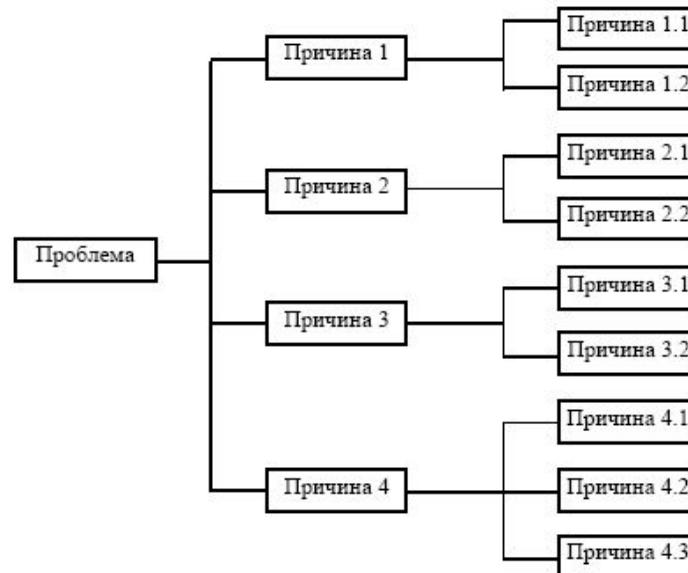 Проблема
Причина 1
Причина 1.1
Причина 1.2
Причина 2
Причина 2.1
Причина 2.2
Причина 3
Причина 3.1
Причина 3.2
Причина 4
Причина 4.1
Причина 4.2
Причина 4.3